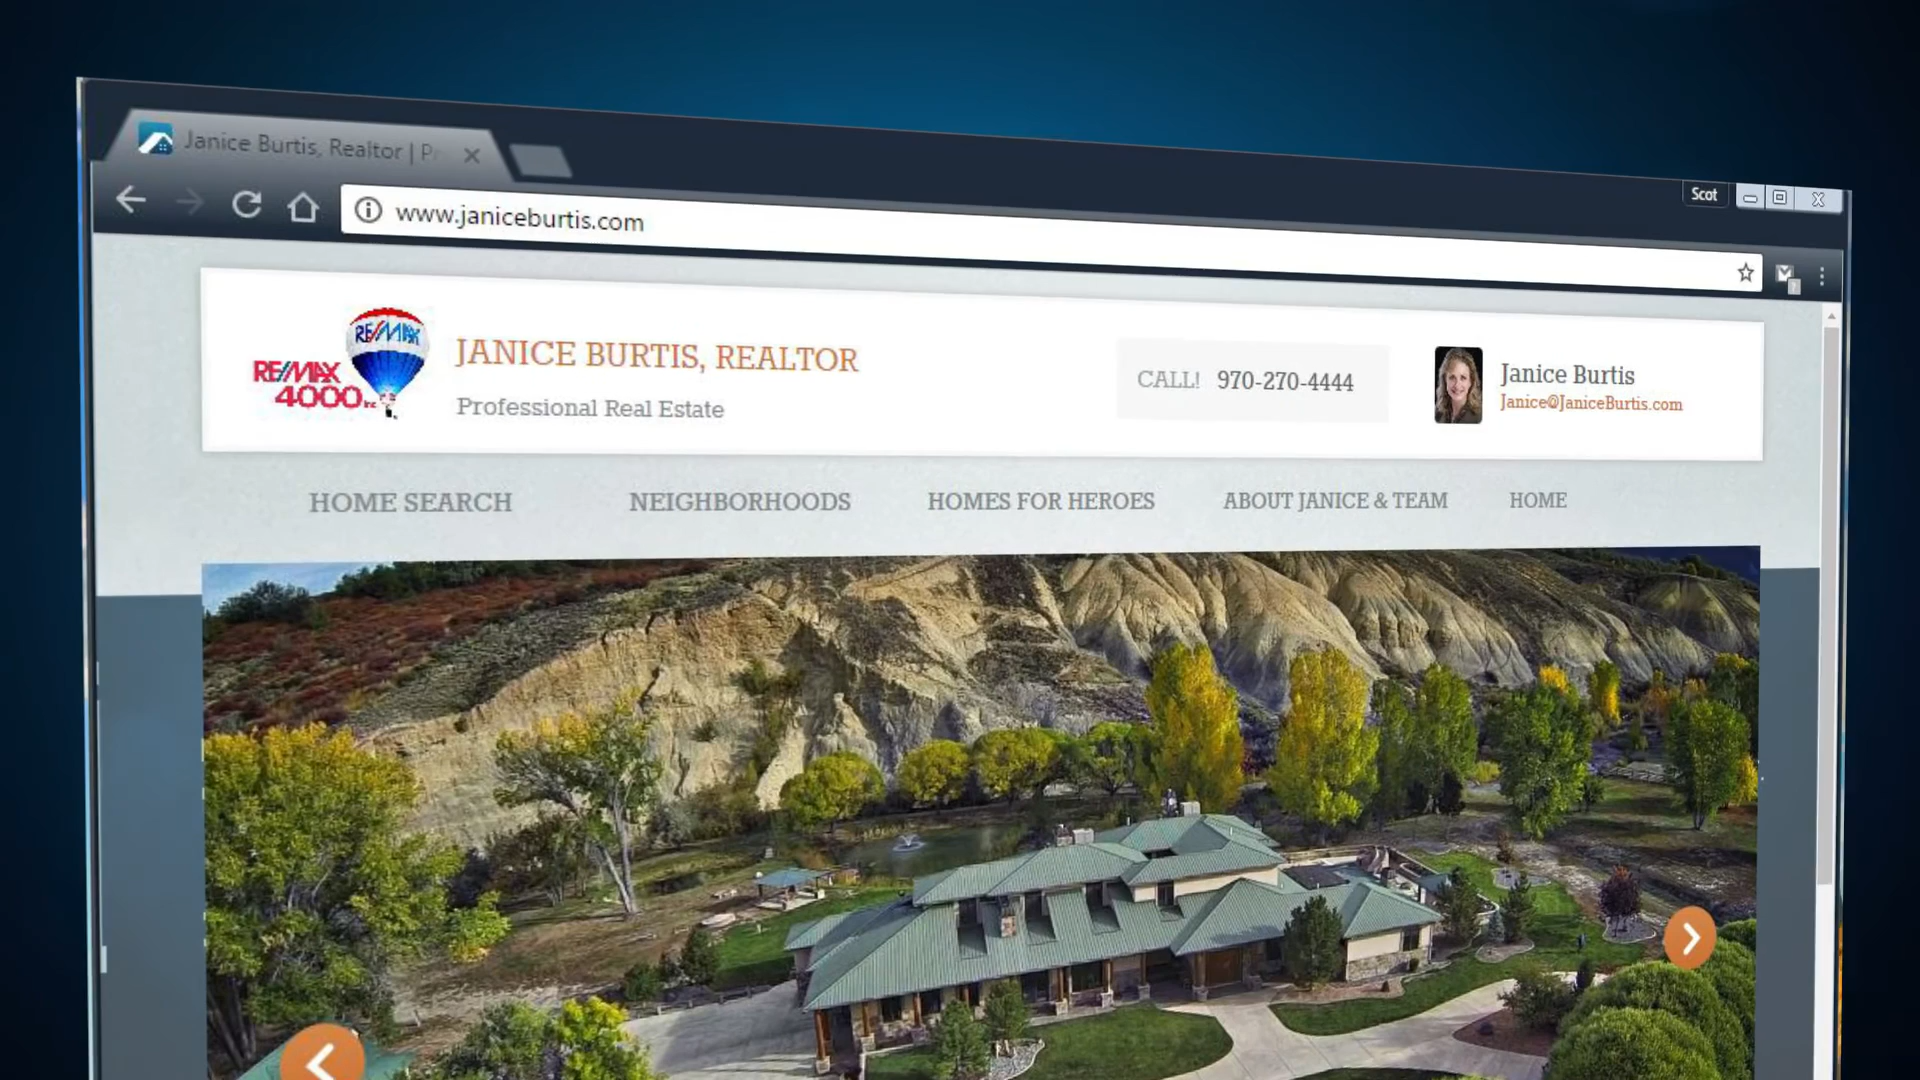 Janice Burtis, Realtor | P
Scot
www.janiceburtis.com
RE/MAX
RE/MAX
4000 Inc
JANICE BURTIS, REALTOR
Professional Real Estate
CALL! 970-270-4444
Janice Burtis
Janice@JaniceBurtis.com
HOME SEARCH
NEIGHBORHOODS
HOMES FOR HEROES
ABOUT JANICE & TEAM
HOME